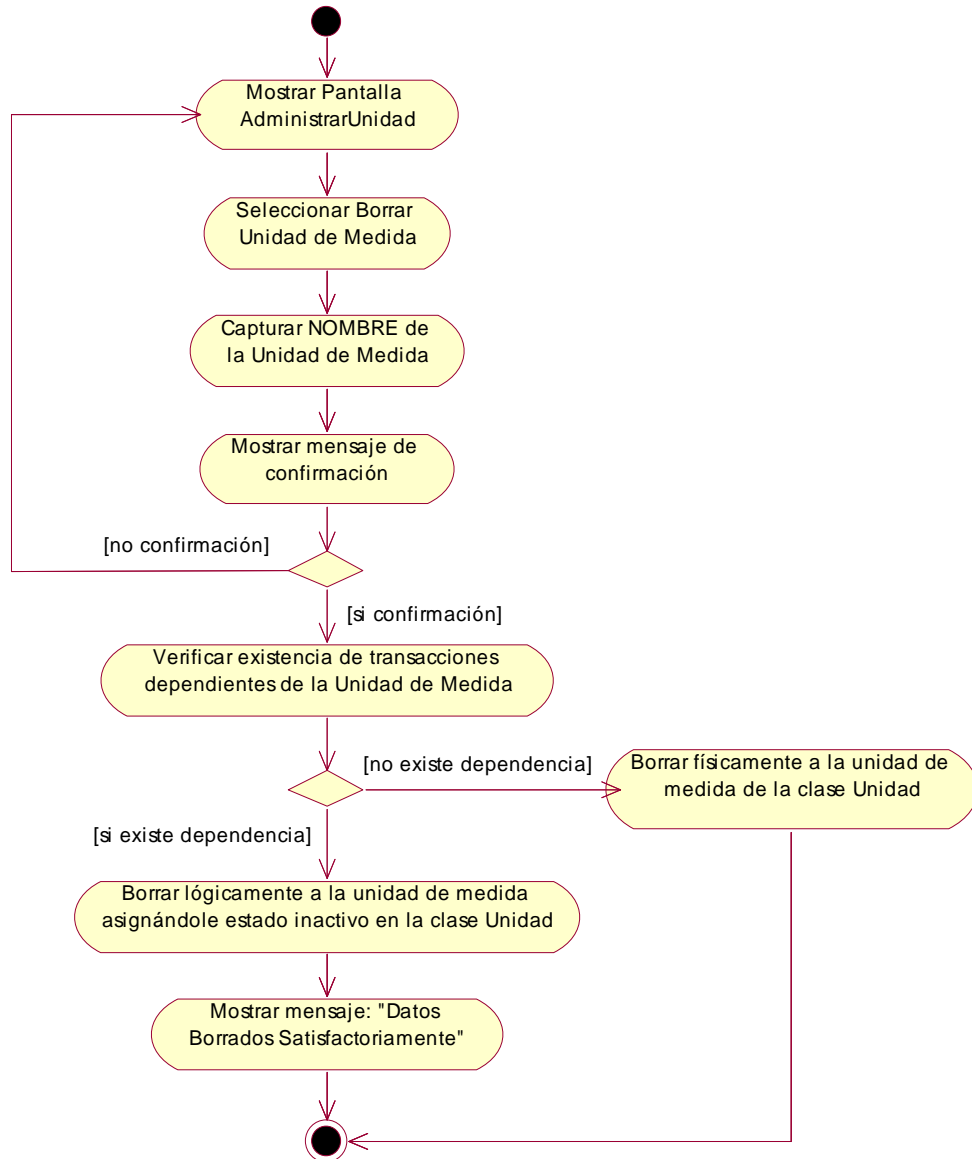 Mostrar Pantalla
AdministrarUnidad
Seleccionar Borrar
Unidad de Medida
Capturar NOMBRE de
la Unidad de Medida
Mostrar mensaje de
confirmación
[no confirmación]
[si confirmación]
Verificar existencia de transacciones
dependientes de la Unidad de Medida
[no existe dependencia]
Borrar físicamente a la unidad de
medida de la clase Unidad
[si existe dependencia]
Borrar lógicamente a la unidad de medida
asignándole estado inactivo en la clase Unidad
Mostrar mensaje: "Datos
Borrados Satisfactoriamente"